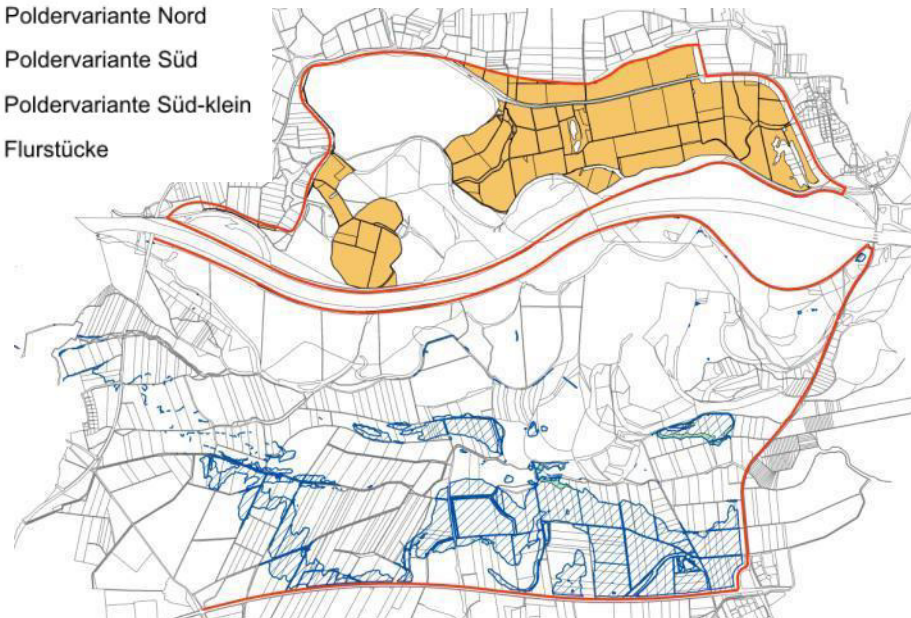 Poldervariante Nord
Poldervariante Süd
Poldervariante Süd-klein
Flurstücke